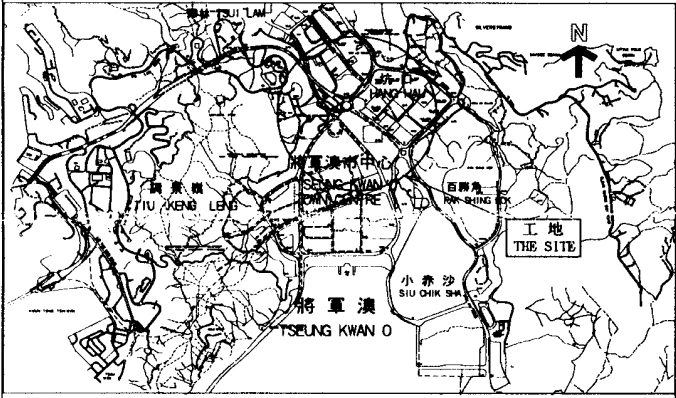 TSUI LAM
SILVERSTRAND
N
坑口
HANG HAU
將軍澳市中心
TSEUNG KWAN
TOWN CENTRE
調景嶺
TIU KENG LENG
百勝角
PAK SHING KOK
工地
THE SITE
小赤沙
SIU CHIK SHA
將軍澳
TSEUNG KWAN O